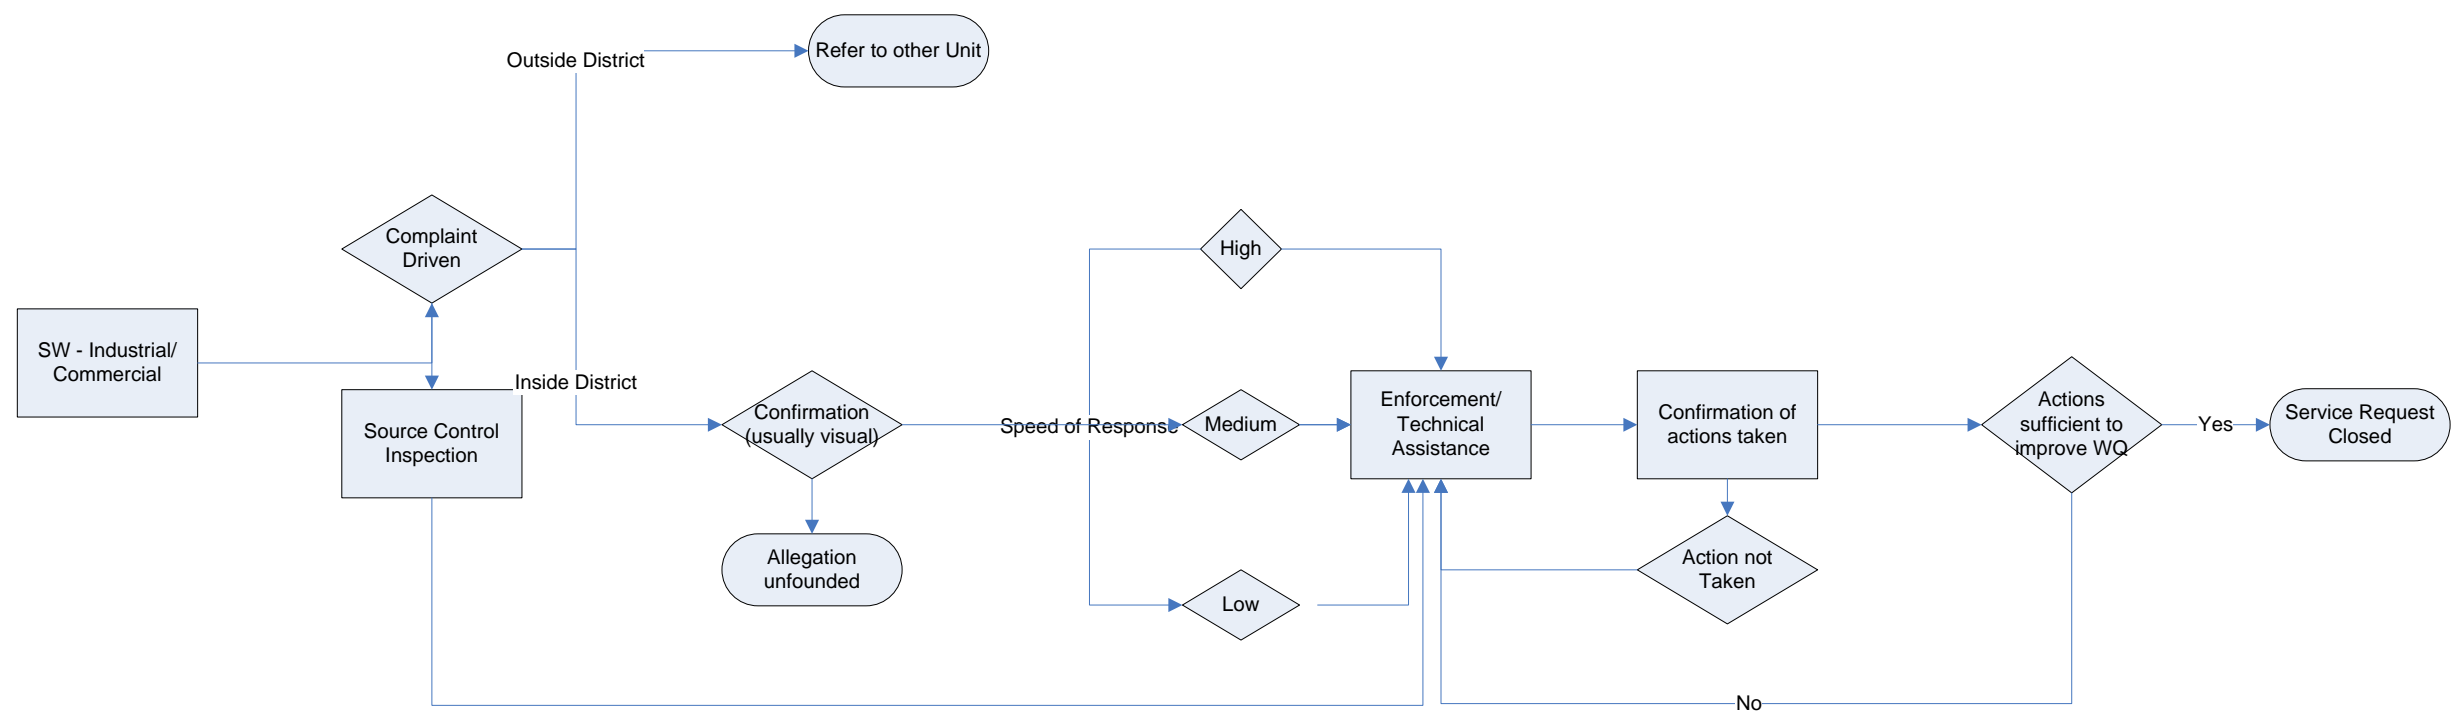 Outside District
Refer to other Unit
Complaint
Driven
High
SW - Industrial/
Commercial
Inside District
Source Control
Inspection
Confirmation
(usually visual)
Speed of Response
Medium
Enforcement/
Technical
Assistance
Confirmation of
actions taken
Actions
sufficient to
improve WQ
Yes
Service Request
Closed
Allegation
unfounded
Low
Action not
Taken
No